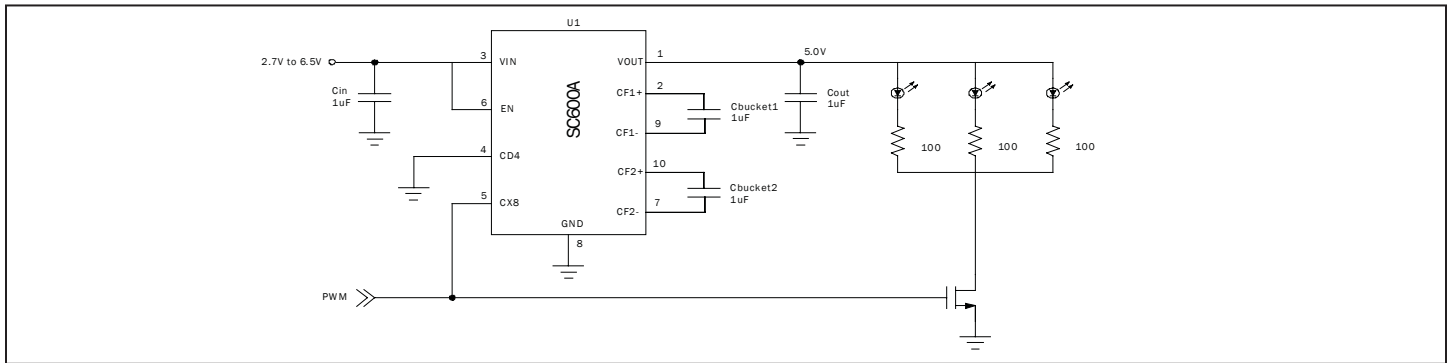 U1
2.7V to 6.5V
3
VIN
VOUT
1
5.0V
Cin
1uF
6
EN
CF1+
2
Cbucket1
1uF
Cout
1uF
SC600A
CF1-
9
100
100
100
4
CD4
CF2+
10
Cbucket2
1uF
5
CX8
CF2-
7
GND
8
PWM